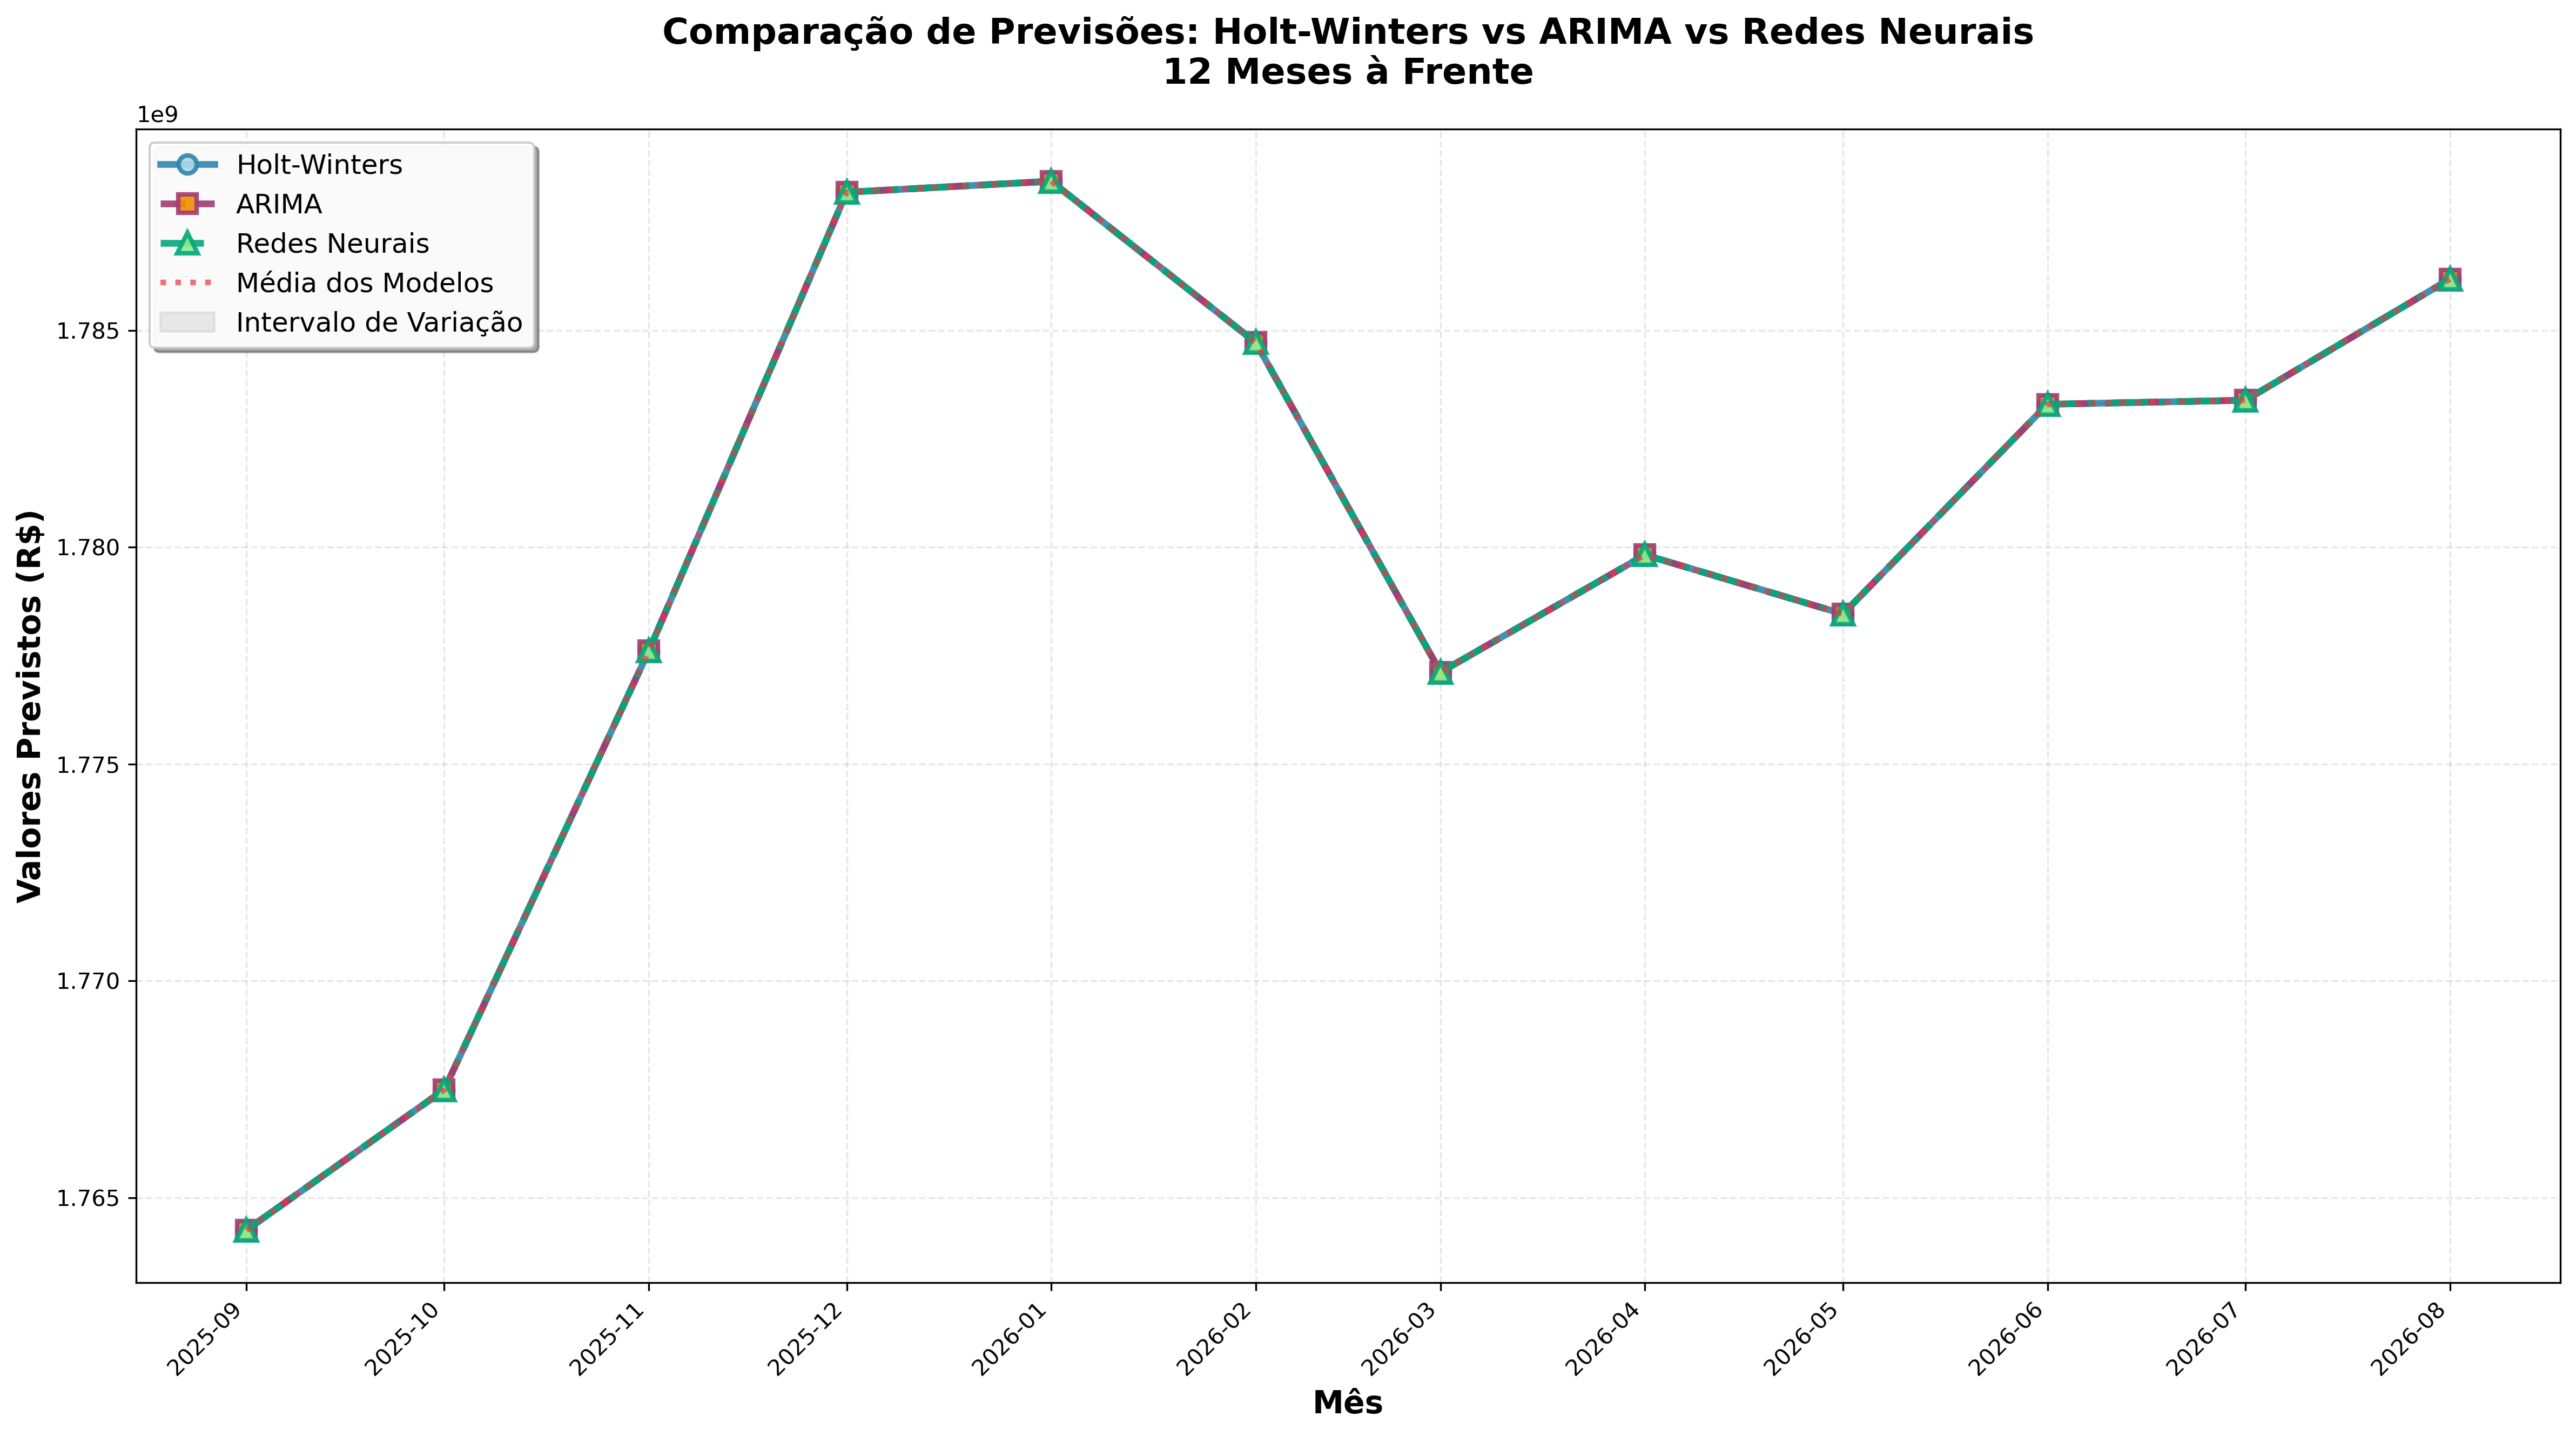 Comparação de Previsões: Holt-Winters vs ARIMA vs Redes Neurais
12 Meses à Frente
1e9
Holt-Winters
ARIMA
Redes Neurais
Média dos Modelos
Intervalo de Variação
1.785
1.780
1.775
1.770
1.765
Valores Previstos (R$)
2025-09
2025-10
2025-11
2025-12
2026-01
2026-02
2026-03
2026-04
2026-05
2026-06
2026-07
2026-08
Mês